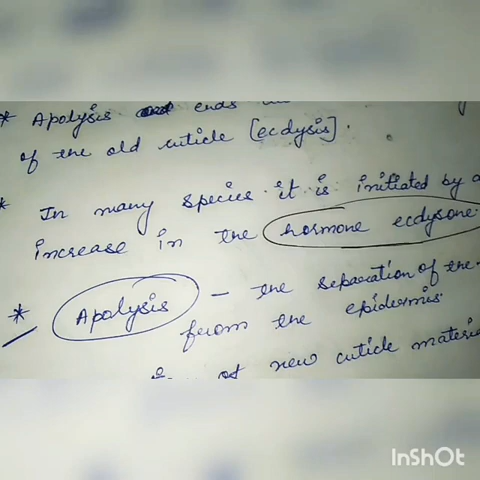 * Apolysis ends
of the old cuticle [ecdysis].
* In many species it is initiated by a
increase in the hormone ecdysone.
* Apolysis - the separation of the
from the epidermis.
of new cuticle materi
InShOt